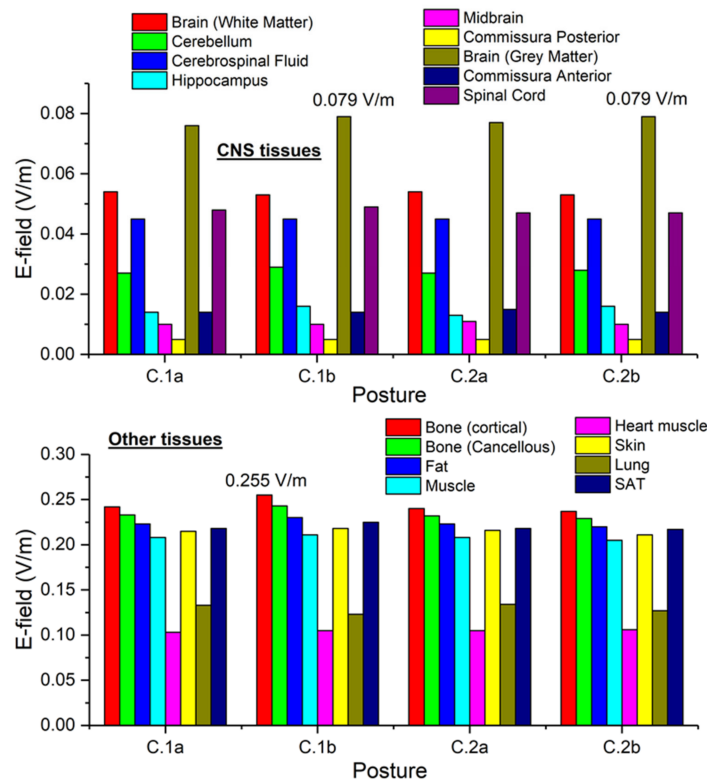 Brain (White Matter)
Cerebellum
Cerebrospinal Fluid
Hippocampus
Midbrain
Commissura Posterior
Brain (Grey Matter)
Commissura Anterior
Spinal Cord
0.079 V/m
0.079 V/m
CNS tissues
E-field (V/m)
0.08
0.06
0.04
0.02
0.00
C.1a
C.1b
C.2a
C.2b
Posture
Other tissues
Bone (cortical)
Bone (Cancellous)
Fat
Muscle
Heart muscle
Skin
Lung
SAT
0.255 V/m
E-field (V/m)
0.30
0.25
0.20
0.15
0.10
0.05
0.00
C.1a
C.1b
C.2a
C.2b
Posture